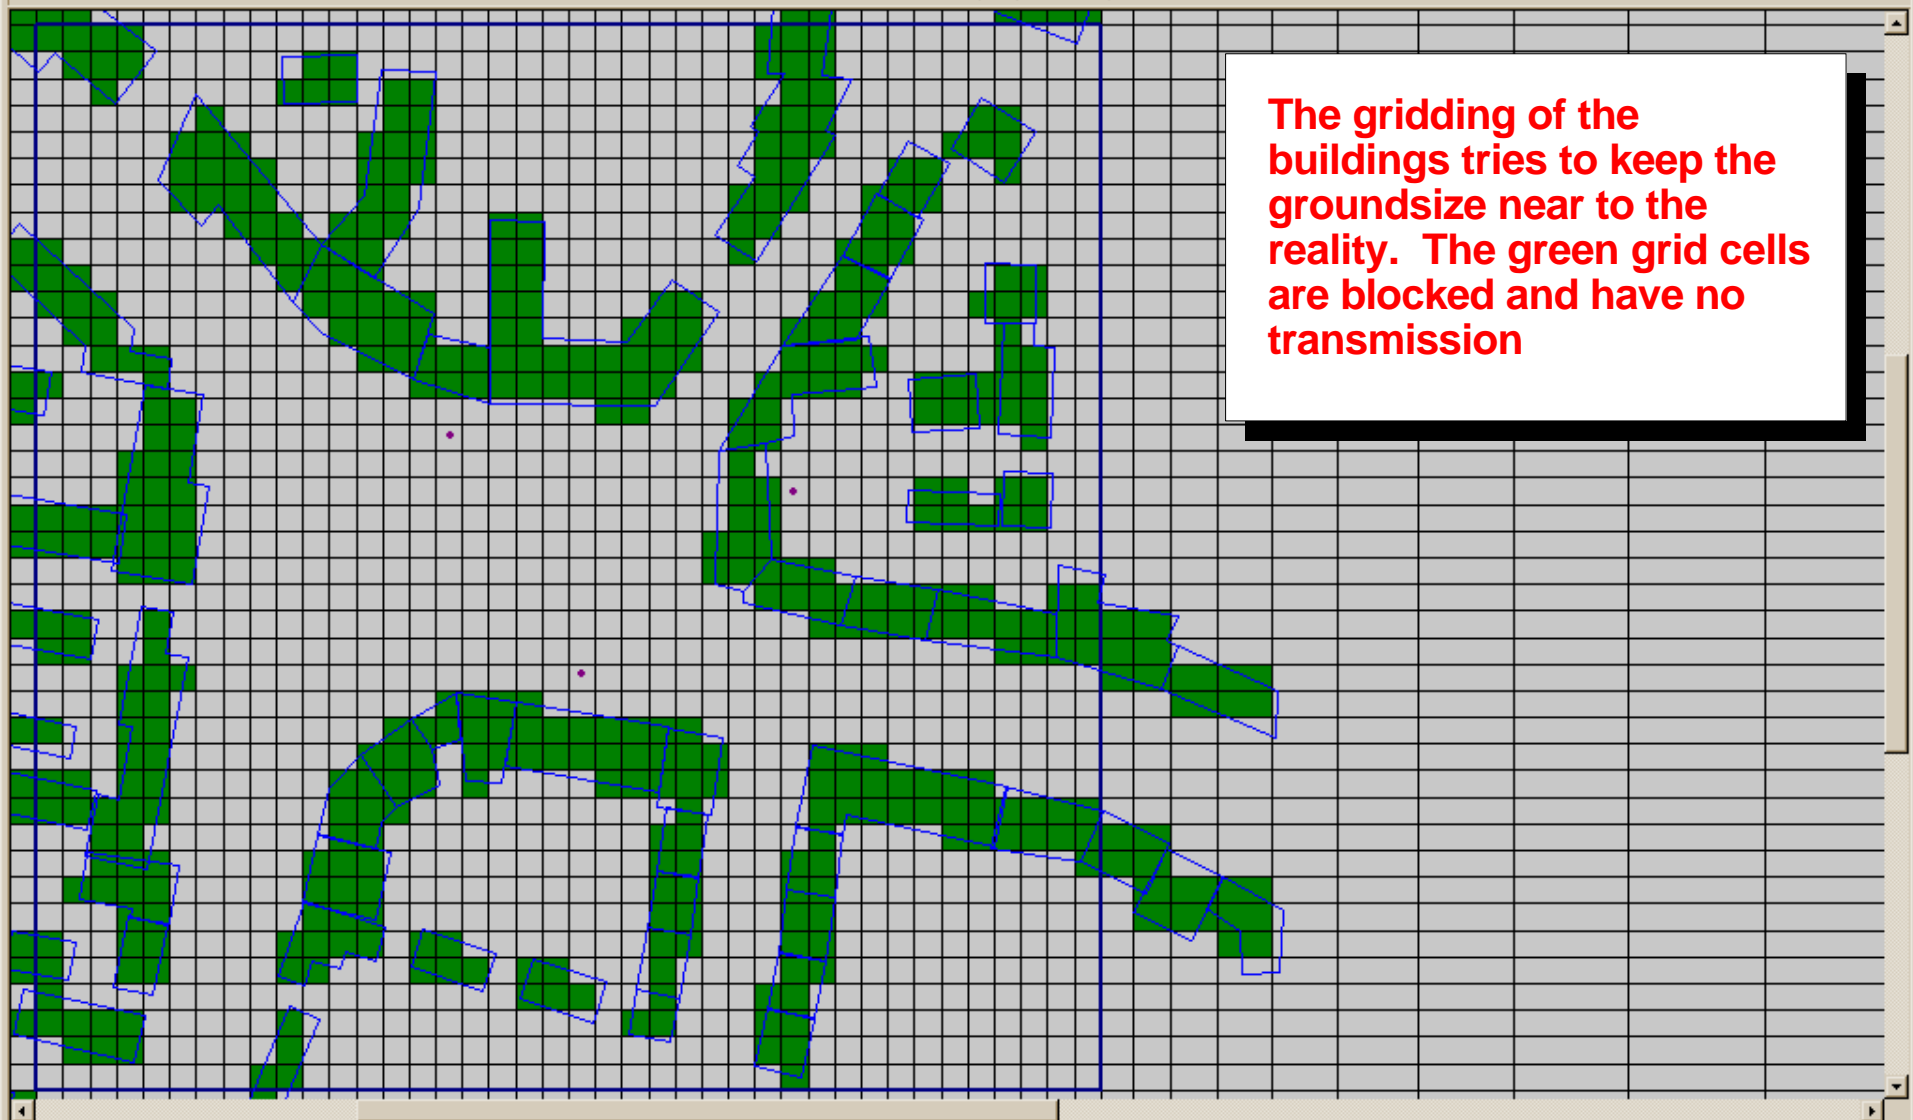 The gridding of the
buildings tries to keep the
groundsize near to the
reality.  The green grid cells
are blocked and have no
transmission